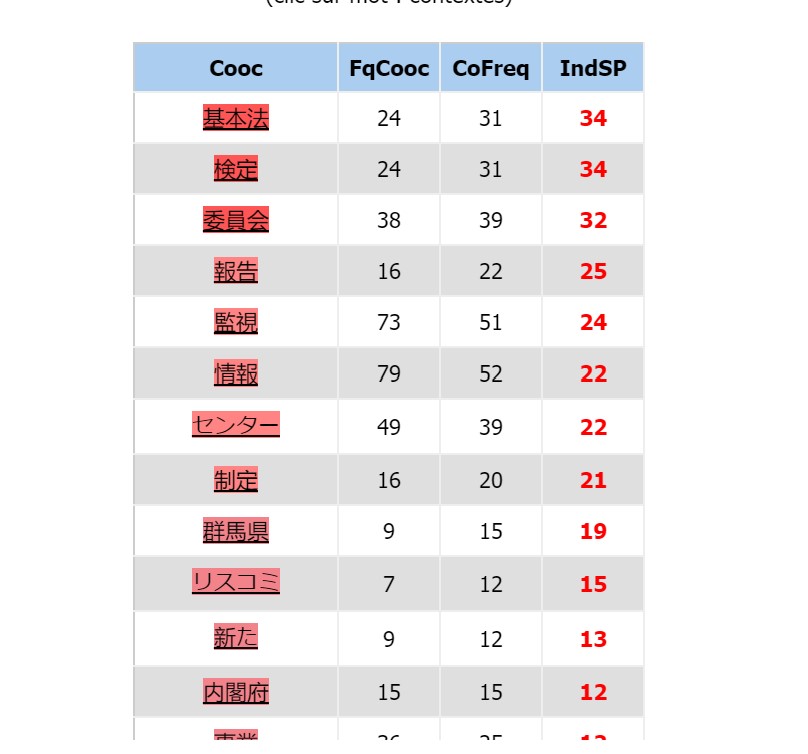 (clic sur mot : contextes)
Cooc FqCooc CoFreq IndSP
基本法 24 31 34
検定 24 31 34
委員会 38 39 32
報告 16 22 25
監視 73 51 24
情報 79 52 22
センター 49 39 22
制定 16 20 21
群馬県 9 15 19
リスコミ 7 12 15
新た 9 12 13
内閣府 15 15 12